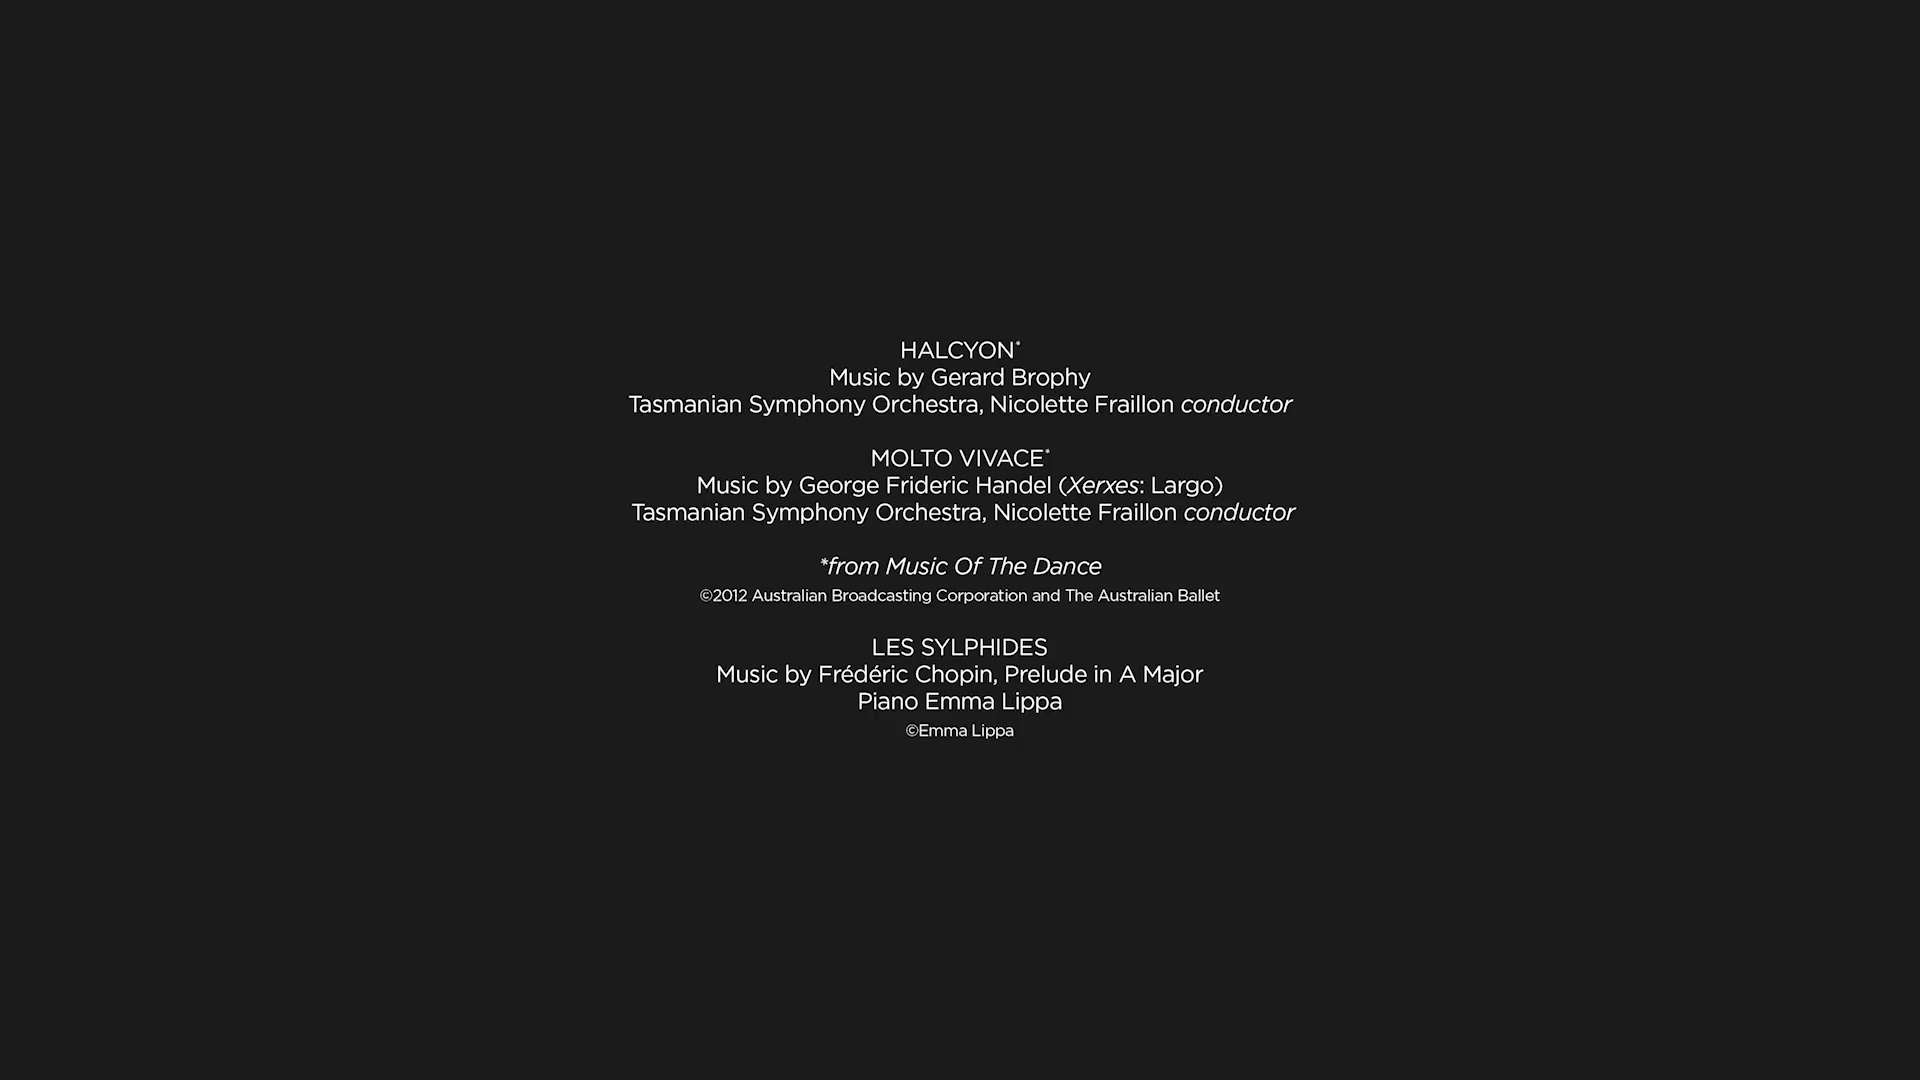 HALCYON*
Music by Gerard Brophy
Tasmanian Symphony Orchestra, Nicolette Fraillon conductor
MOLTO VIVACE*
Music by George Frideric Handel (Xerxes: Largo)
Tasmanian Symphony Orchestra, Nicolette Fraillon conductor
*from Music Of The Dance
©2012 Australian Broadcasting Corporation and The Australian Ballet
LES SYLPHIDES
Music by Frédéric Chopin, Prelude in A Major
Piano Emma Lippa
©Emma Lippa